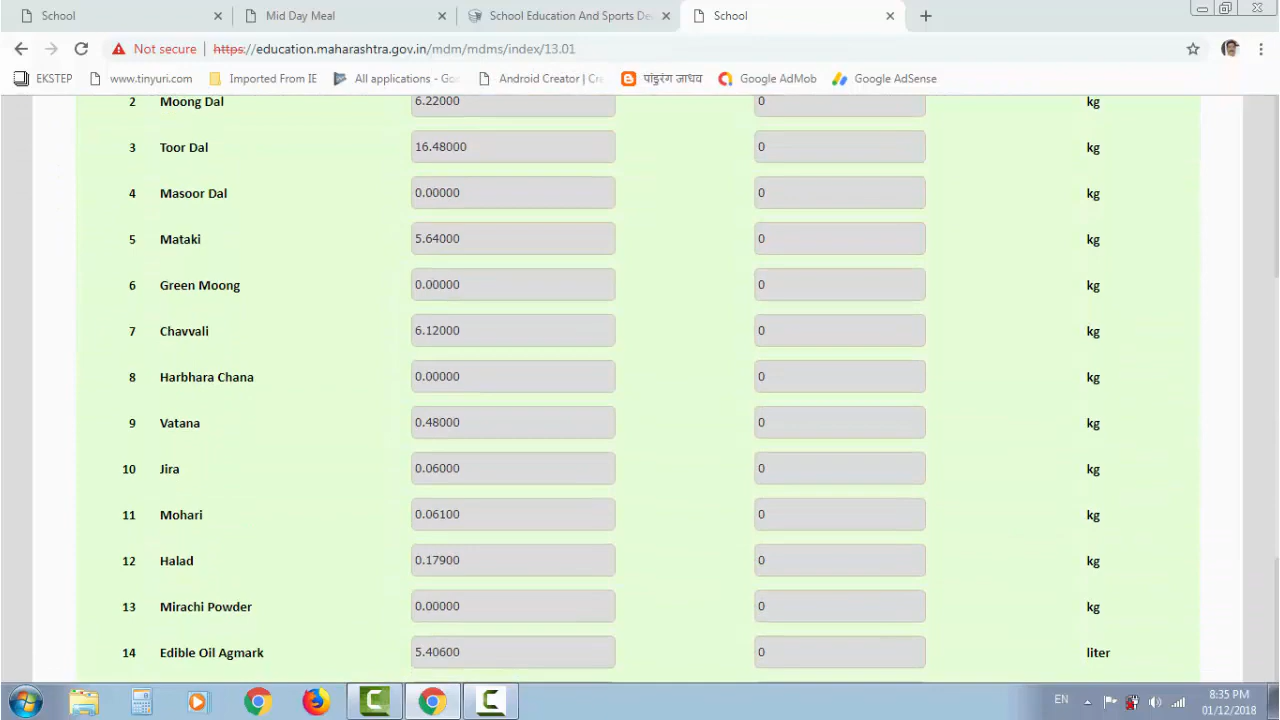 School
Mid Day Meal
School Education And Sports De
School
Not secure
https://education.maharashtra.gov.in/mdm/mdms/index/13.01
EKSTEP
www.tinyuri.com
Imported From IE
All applications - Go
Android Creator | Cre
पांडुरंग जाधव
Google AdMob
Google AdSense
2 Moong Dal 6.22000 0 kg
3 Toor Dal 16.48000 0 kg
4 Masoor Dal 0.00000 0 kg
5 Mataki 5.64000 0 kg
6 Green Moong 0.00000 0 kg
7 Chavvali 6.12000 0 kg
8 Harbhara Chana 0.00000 0 kg
9 Vatana 0.48000 0 kg
10 Jira 0.06000 0 kg
11 Mohari 0.06100 0 kg
12 Halad 0.17900 0 kg
13 Mirachi Powder 0.00000 0 kg
14 Edible Oil Agmark 5.40600 0 liter
EN
8:35 PM
01/12/2018